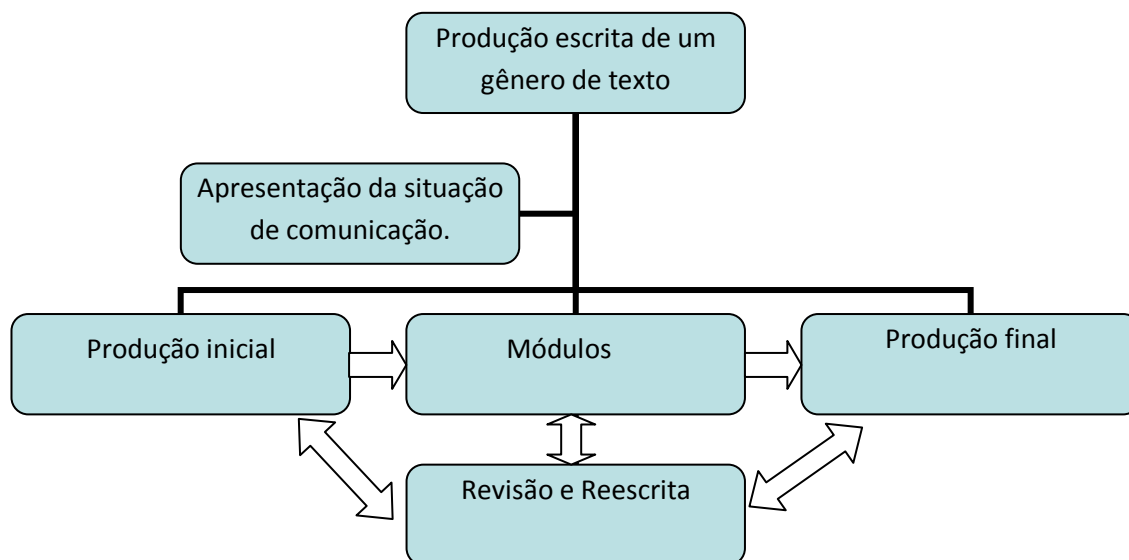 Produção escrita de um
gênero de texto
Apresentação da situação
de comunicação.
Produção inicial
Módulos
Produção final
Revisão e Reescrita